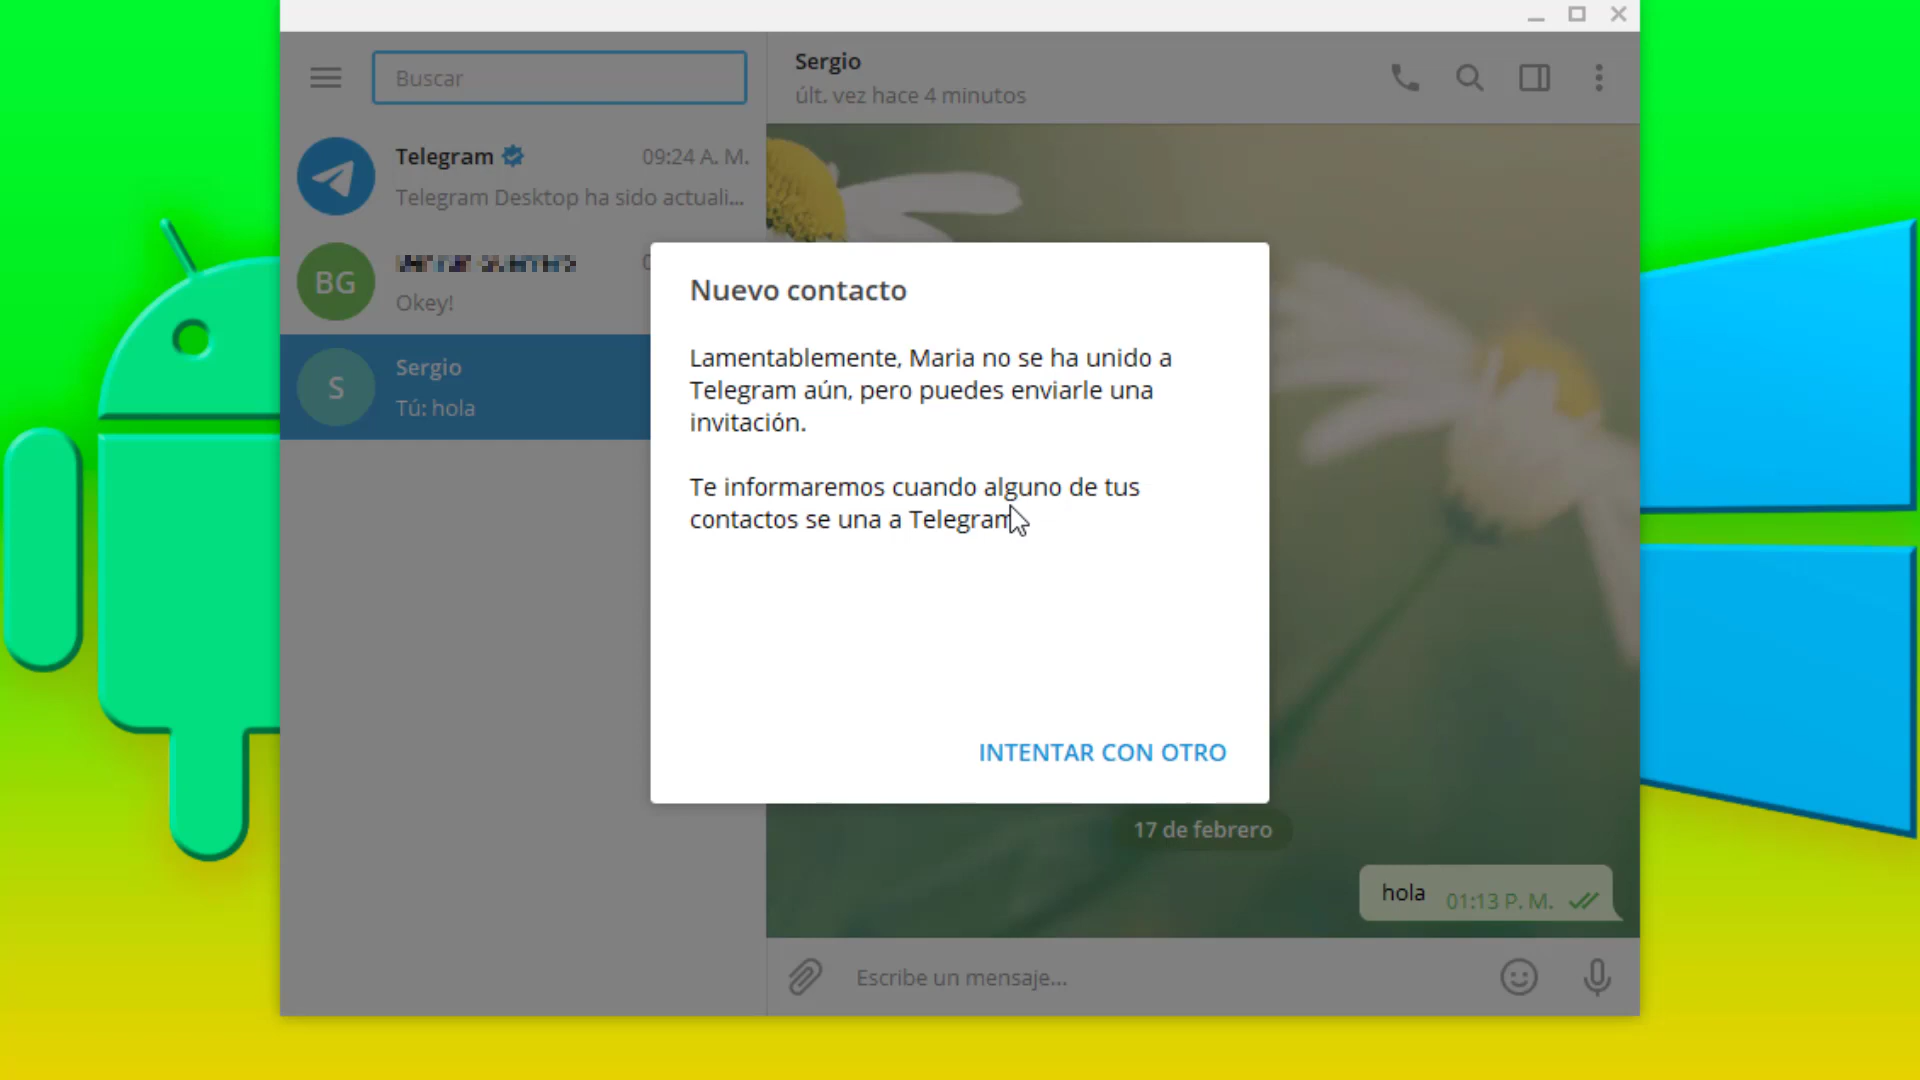 Buscar
Sergio
últ. vez hace 4 minutos
Telegram
09:24 A. M.
Telegram Desktop ha sido actuali...
BG
Okey!
S
Sergio
Tú: hola
Nuevo contacto
Lamentablemente, Maria no se ha unido a
Telegram aún, pero puedes enviarle una
invitación.
Te informaremos cuando alguno de tus
contactos se una a Telegram
INTENTAR CON OTRO
17 de febrero
hola
01:13 P. M.
Escribe un mensaje...